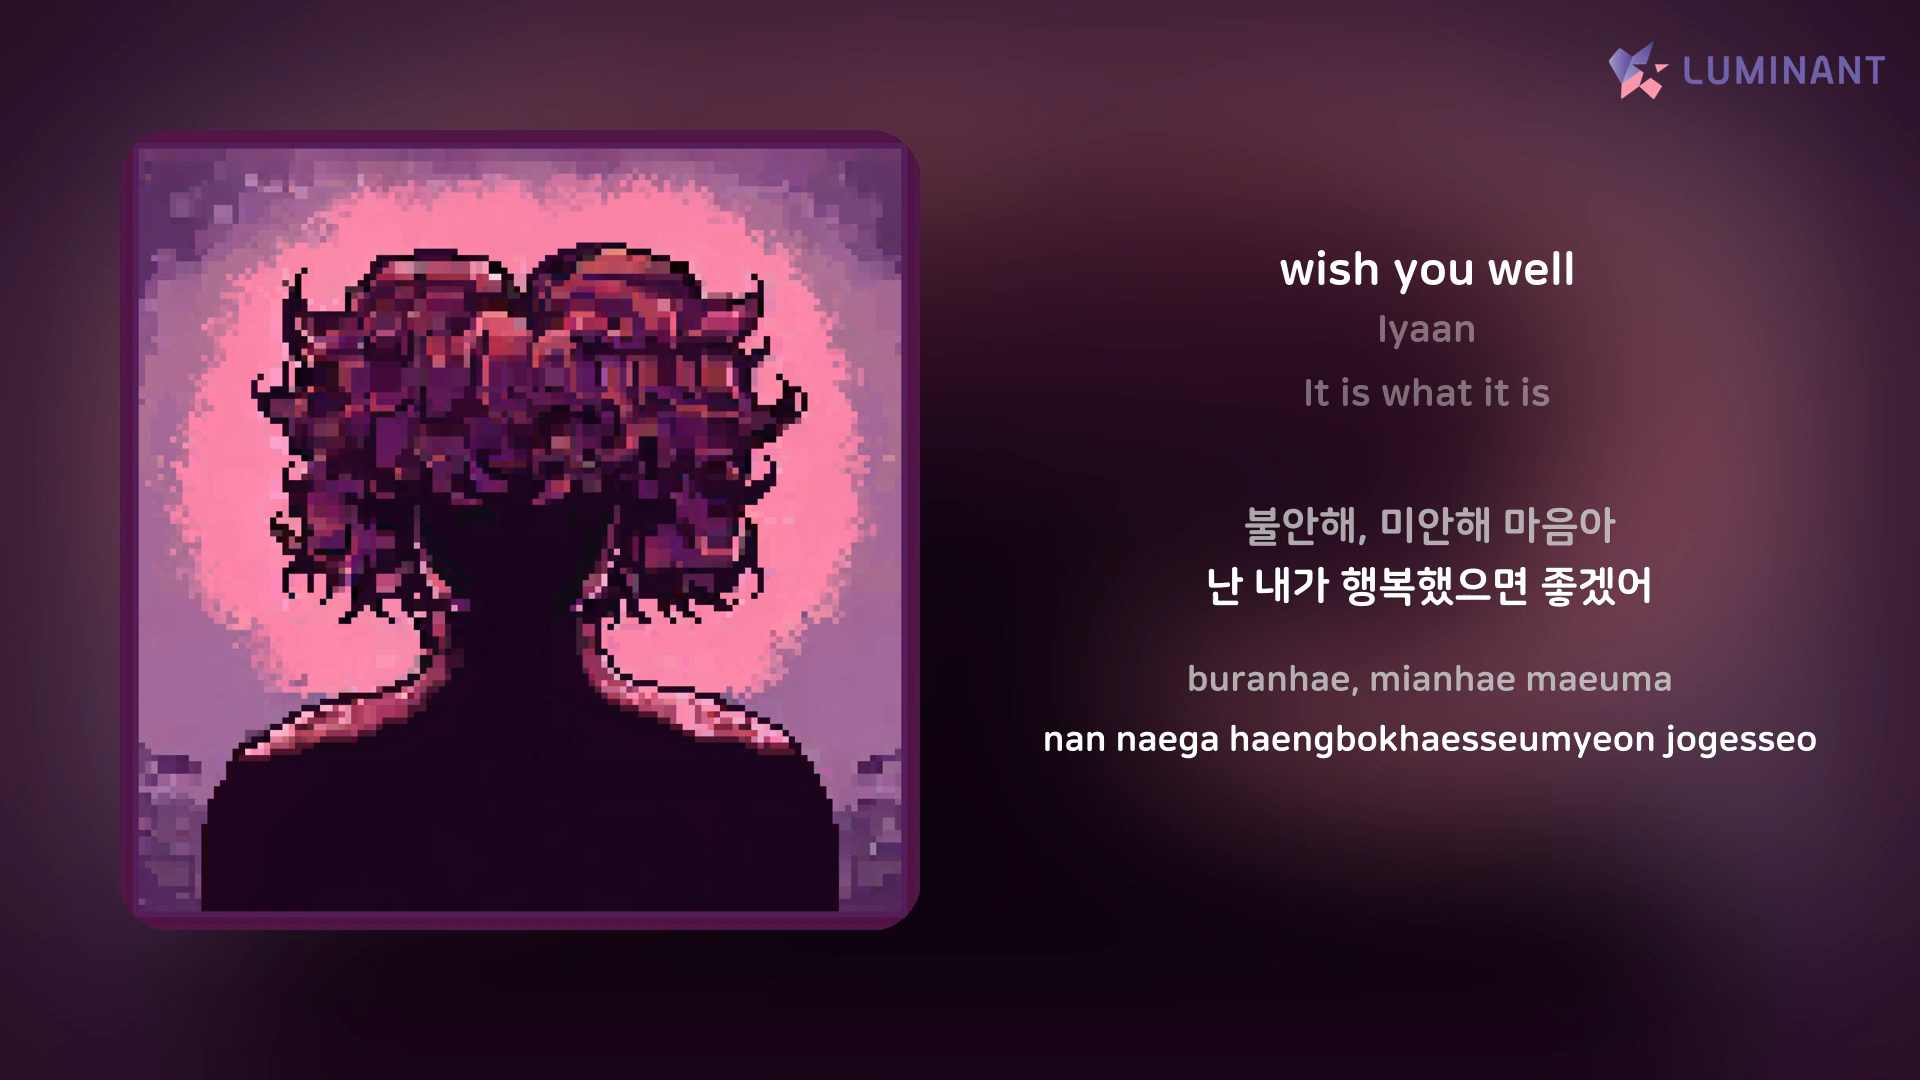 LUMINANT
wish you well
Iyaan
It is what it is
불안해, 미안해 마음아
난 내가 행복했으면 좋겠어
buranhae, mianhae maeuma
nan naega haengbokhaesseumyeon jogesseo